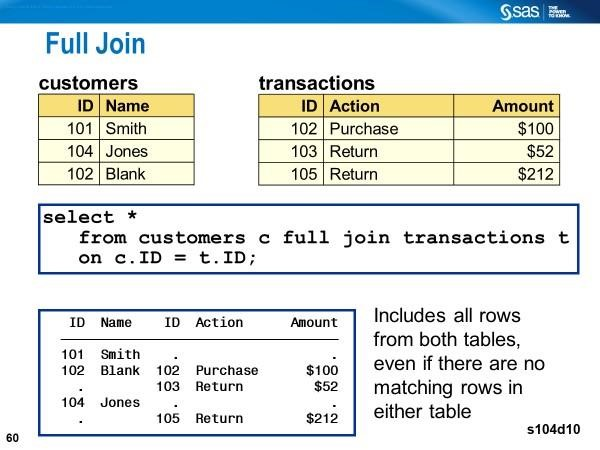 sas THE POWER TO KNOW.
Full Join
customers
ID Name
101 Smith
104 Jones
102 Blank
transactions
ID Action Amount
102 Purchase $100
103 Return $52
105 Return $212
select *
from customers c full join transactions t
on c.ID = t.ID;
ID Name ID Action Amount
101 Smith . .
102 Blank 102 Purchase $100
. 103 Return $52
104 Jones . .
. 105 Return $212
Includes all rows
from both tables,
even if there are no
matching rows in
either table
60
s104d10